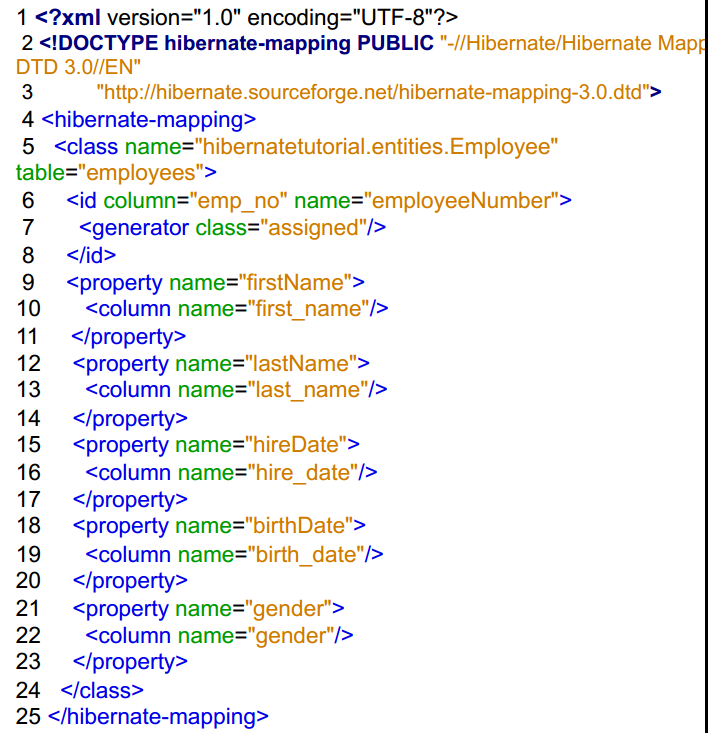 1 <?xml version="1.0" encoding="UTF-8"?>
2 <!DOCTYPE hibernate-mapping PUBLIC "-//Hibernate/Hibernate Mapp
DTD 3.0//EN"
3 "http://hibernate.sourceforge.net/hibernate-mapping-3.0.dtd">
4 <hibernate-mapping>
5 <class name="hibernatetutorial.entities.Employee"
table="employees">
6 <id column="emp_no" name="employeeNumber">
7 <generator class="assigned"/>
8 </id>
9 <property name="firstName">
10 <column name="first_name"/>
11 </property>
12 <property name="lastName">
13 <column name="last_name"/>
14 </property>
15 <property name="hireDate">
16 <column name="hire_date"/>
17 </property>
18 <property name="birthDate">
19 <column name="birth_date"/>
20 </property>
21 <property name="gender">
22 <column name="gender"/>
23 </property>
24 </class>
25 </hibernate-mapping>